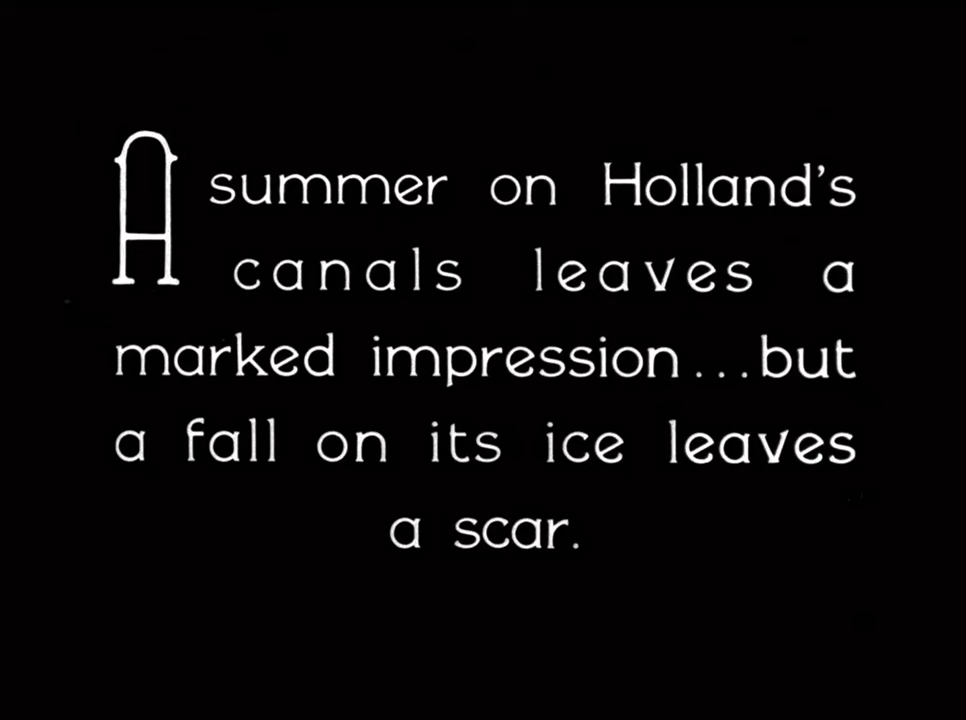 A summer on Holland's
canals leaves a
marked impression...but
a fall on its ice leaves
a scar.